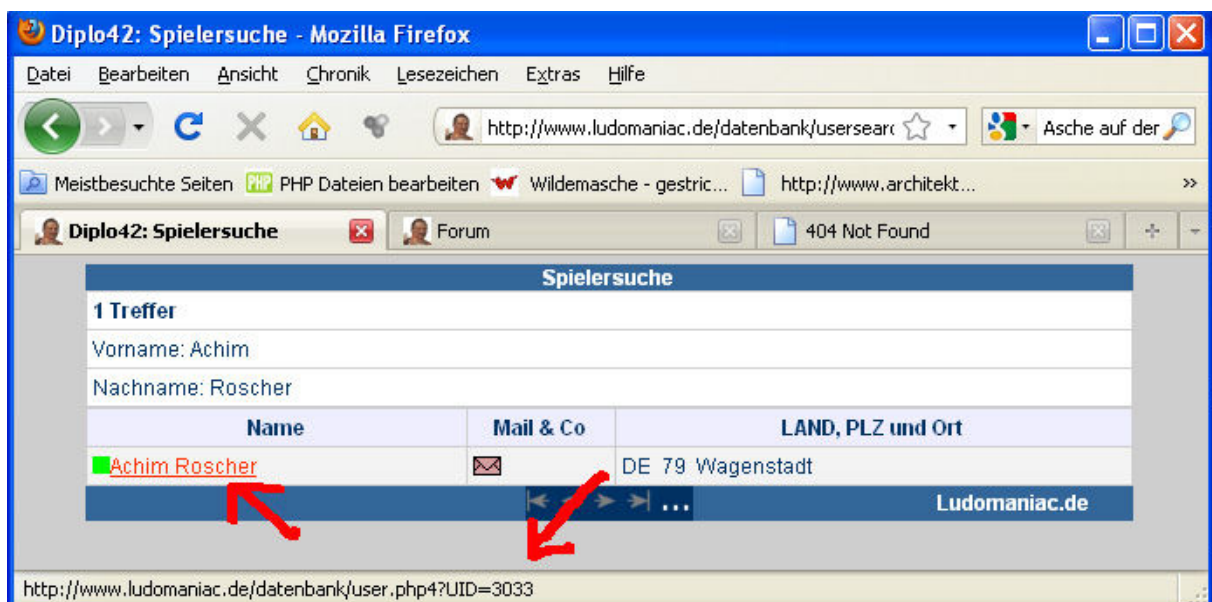 Diplo42: Spielersuche - Mozilla Firefox
Datei Bearbeiten Ansicht Chronik Lesezeichen Extras Hilfe
http://www.ludomaniac.de/datenbank/usersearc Asche auf der
Meistbesuchte Seiten PHP PHP Dateien bearbeiten Wildemasche - gestric... http://www.architekt... »
Diplo42: Spielersuche Forum 404 Not Found
Spielersuche
1 Treffer
Vorname: Achim
Nachname: Roscher
Name Mail & Co LAND, PLZ und Ort
Achim Roscher DE 79 Wagenstadt
... Ludomaniac.de
http://www.ludomaniac.de/datenbank/user.php4?UID=3033